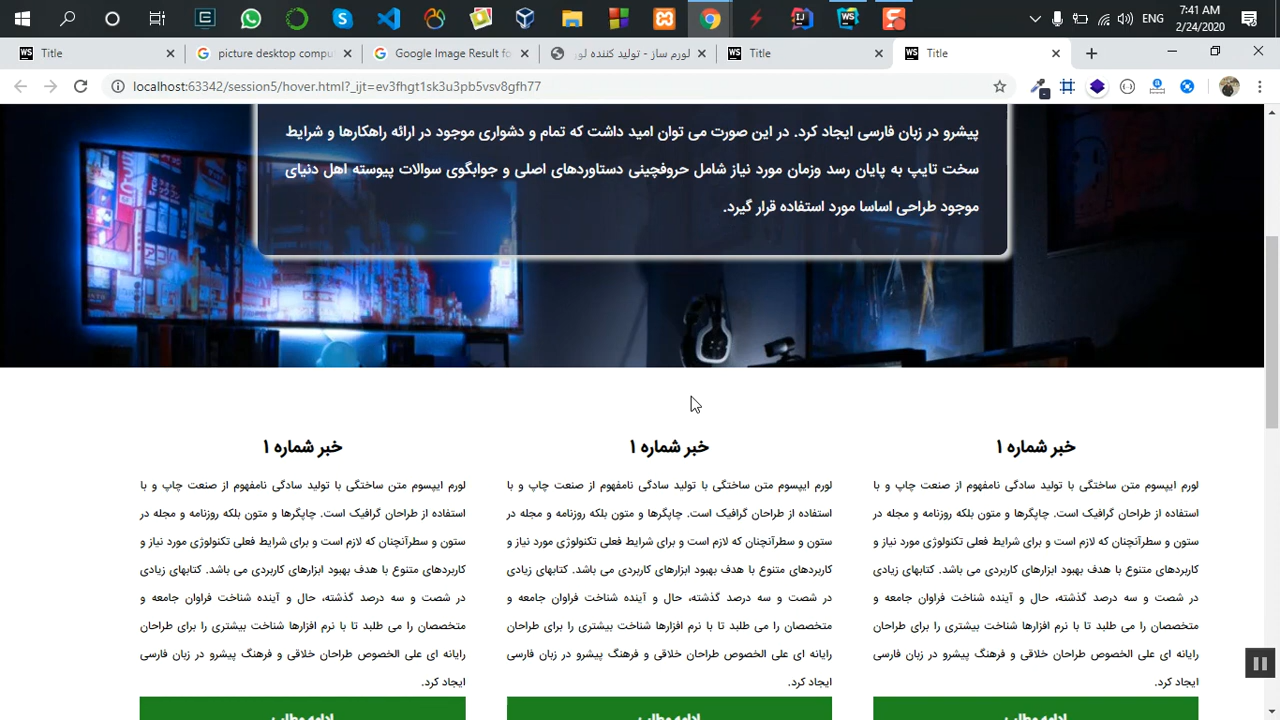 ENG
7:41 AM
2/24/2020
Title
picture desktop compu
Google Image Result fo
لورم ساز - تولید کننده لور
Title
Title
localhost:63342/session5/hover.html?_ijt=ev3fhgt1sk3u3pb5vsv8gfh77
پیشرو در زبان فارسی ایجاد کرد. در این صورت می توان امید داشت که تمام و دشواری موجود در ارائه راهکارها و شرایط
سخت تایپ به پایان رسد وزمان مورد نیاز شامل حروفچینی دستاوردهای اصلی و جوابگوی سوالات پیوسته اهل دنیای
موجود طراحی اساسا مورد استفاده قرار گیرد.
خبر شماره ۱
لورم ایپسوم متن ساختگی با تولید سادگی نامفهوم از صنعت چاپ و با
استفاده از طراحان گرافیک است. چاپگرها و متون بلکه روزنامه و مجله در
ستون و سطرآنچنان که لازم است و برای شرایط فعلی تکنولوژی مورد نیاز و
کاربردهای متنوع با هدف بهبود ابزارهای کاربردی می باشد. کتابهای زیادی
در شصت و سه درصد گذشته، حال و آینده شناخت فراوان جامعه و
متخصصان را می طلبد تا با نرم افزارها شناخت بیشتری را برای طراحان
رایانه ای علی الخصوص طراحان خلاقی و فرهنگ پیشرو در زبان فارسی
ایجاد کرد.
ادامه مطلب
خبر شماره ۱
لورم ایپسوم متن ساختگی با تولید سادگی نامفهوم از صنعت چاپ و با
استفاده از طراحان گرافیک است. چاپگرها و متون بلکه روزنامه و مجله در
ستون و سطرآنچنان که لازم است و برای شرایط فعلی تکنولوژی مورد نیاز و
کاربردهای متنوع با هدف بهبود ابزارهای کاربردی می باشد. کتابهای زیادی
در شصت و سه درصد گذشته، حال و آینده شناخت فراوان جامعه و
متخصصان را می طلبد تا با نرم افزارها شناخت بیشتری را برای طراحان
رایانه ای علی الخصوص طراحان خلاقی و فرهنگ پیشرو در زبان فارسی
ایجاد کرد.
ادامه مطلب
خبر شماره ۱
لورم ایپسوم متن ساختگی با تولید سادگی نامفهوم از صنعت چاپ و با
استفاده از طراحان گرافیک است. چاپگرها و متون بلکه روزنامه و مجله در
ستون و سطرآنچنان که لازم است و برای شرایط فعلی تکنولوژی مورد نیاز و
کاربردهای متنوع با هدف بهبود ابزارهای کاربردی می باشد. کتابهای زیادی
در شصت و سه درصد گذشته، حال و آینده شناخت فراوان جامعه و
متخصصان را می طلبد تا با نرم افزارها شناخت بیشتری را برای طراحان
رایانه ای علی الخصوص طراحان خلاقی و فرهنگ پیشرو در زبان فارسی
ایجاد کرد.
ادامه مطلب